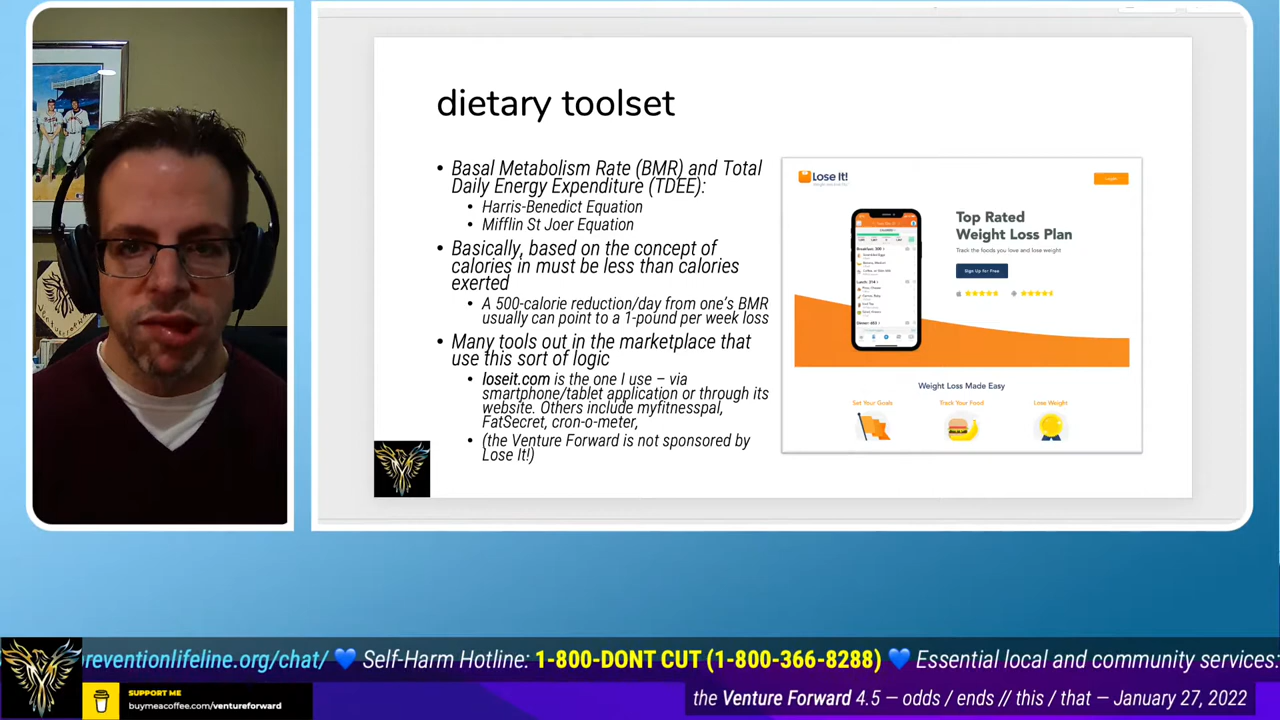 dietary toolset
• Basal Metabolism Rate (BMR) and Total
Daily Energy Expenditure (TDEE):
• Harris-Benedict Equation
• Mifflin St Joer Equation
• Basically, based on the concept of
calories in must be less than calories
exerted
• A 500-calorie reduction/day from one's BMR
usually can point to a 1-pound per week loss
• Many tools out in the marketplace that
use this sort of logic
• loseit.com is the one I use – via
smartphone/tablet application or through its
website. Others include myfitnesspal,
FatSecret, cron-o-meter,
• (the Venture Forward is not sponsored by
Lose It!)
Lose It!
Top Rated
Weight Loss Plan
Track the foods you love and lose weight
Sign Up for Free
Weight Loss Made Easy
Set Your Goals
Track Your Food
Lose Weight
reventionlifeline.org/chat/ 💙 Self-Harm Hotline: 1-800-DONT CUT (1-800-366-8288) 💙 Essential local and community services:
SUPPORT ME
buymeacoffee.com/ventureforward
the Venture Forward 4.5 — odds / ends // this / that — January 27, 2022